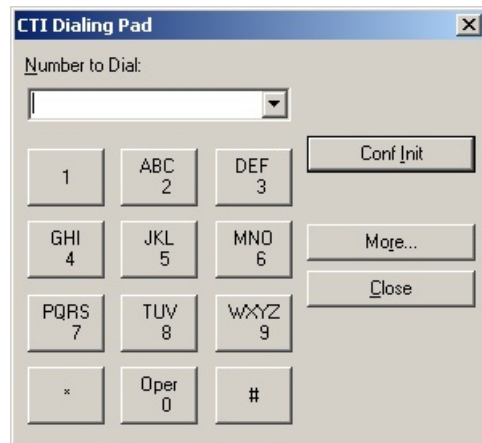 CTI Dialing Pad
Number to Dial:
Conf Init
1
ABC
2
DEF
3
GHI
4
JKL
5
MNO
6
More...
Close
PQRS
7
TUV
8
WXYZ
9
*
Oper
0
#